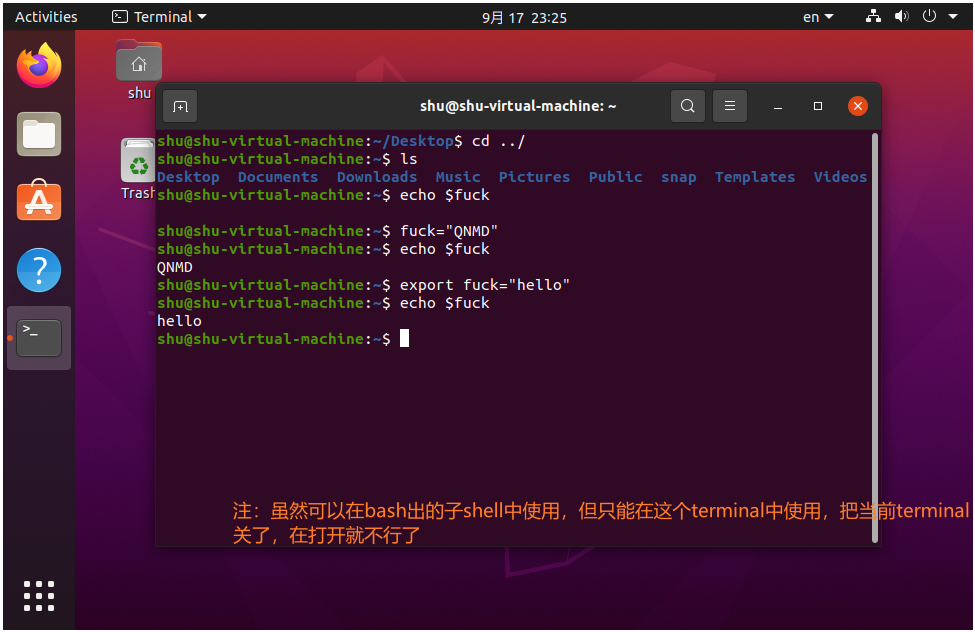 Activities Terminal 9月 17 23:25 en
shu
Trash
shu@shu-virtual-machine: ~
shu@shu-virtual-machine:~/Desktop$ cd ../
shu@shu-virtual-machine:~$ ls
Desktop Documents Downloads Music Pictures Public snap Templates Videos
shu@shu-virtual-machine:~$ echo $fuck
shu@shu-virtual-machine:~$ fuck="QNMD"
shu@shu-virtual-machine:~$ echo $fuck
QNMD
shu@shu-virtual-machine:~$ export fuck="hello"
shu@shu-virtual-machine:~$ echo $fuck
hello
shu@shu-virtual-machine:~$
注：虽然可以在bash出的子shell中使用，但只能在这个terminal中使用，把当前terminal
关了，在打开就不行了